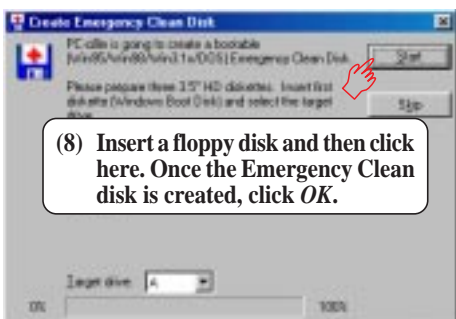 Create Emergency Clean Disk
PC-cillin is going to create a bootable
(Win95/Win98/Win3.1x/DOS) Emergency Clean Disk.
Please prepare three 3.5" HD diskettes. Insert first
diskette (Windows Boot Disk) and select the target
drive.
Start
Skip
(8) Insert a floppy disk and then click
here. Once the Emergency Clean
disk is created, click OK.
Target drive: A
0% 100%